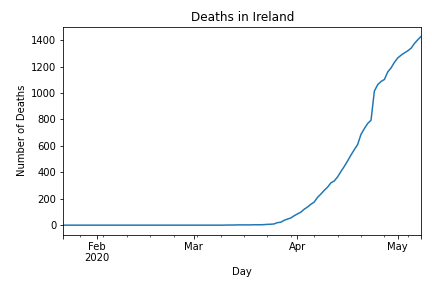 Deaths in Ireland
Number of Deaths
1400
1200
1000
800
600
400
200
0
Feb
2020
Mar
Apr
May
Day